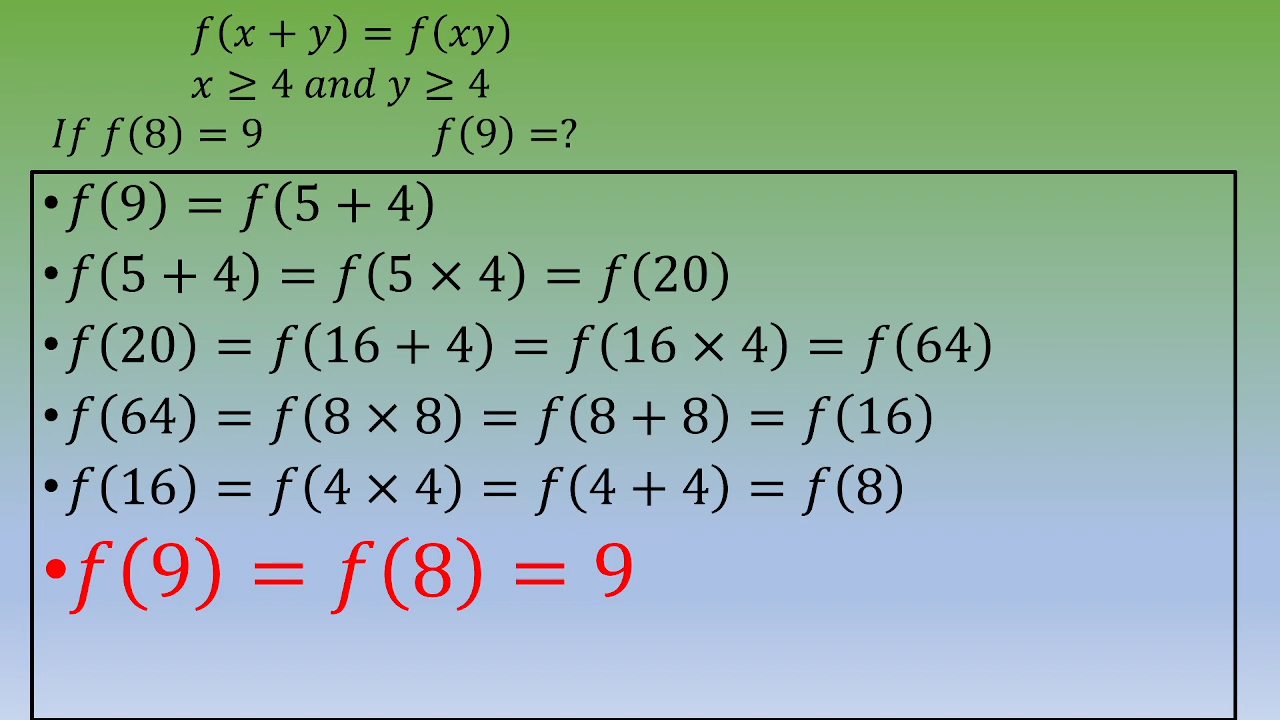 f(x + y) = f(xy)
x ≥ 4 and y ≥ 4
If f(8) = 9 f(9) =?
•f(9) = f(5 + 4)
•f(5 + 4) = f(5 × 4) = f(20)
•f(20) = f(16 + 4) = f(16 × 4) = f(64)
•f(64) = f(8 × 8) = f(8 + 8) = f(16)
•f(16) = f(4 × 4) = f(4 + 4) = f(8)
•f(9) = f(8) = 9